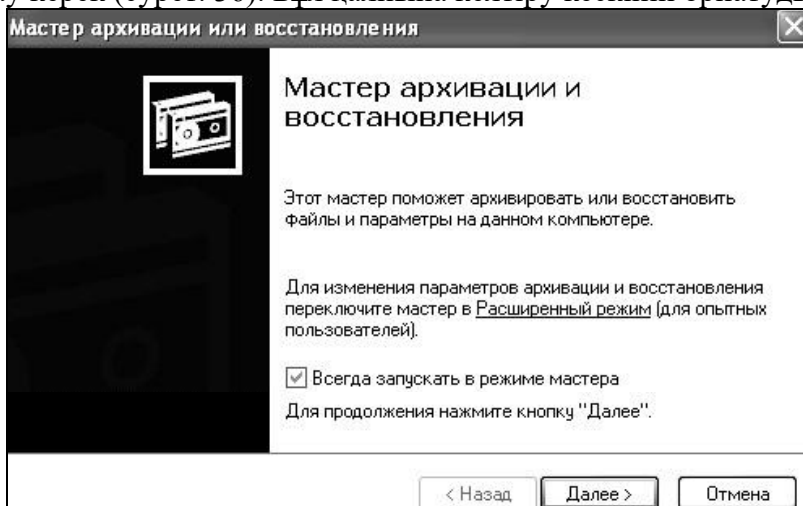 Мастер архивации или восстановления
Мастер архивации и
восстановления
Этот мастер поможет архивировать или восстановить
файлы и параметры на данном компьютере.
Для изменения параметров архивации и восстановления
переключите мастер в Расширенный режим (для опытных
пользователей).
Всегда запускать в режиме мастера
Для продолжения нажмите кнопку "Далее".
< Назад Далее > Отмена